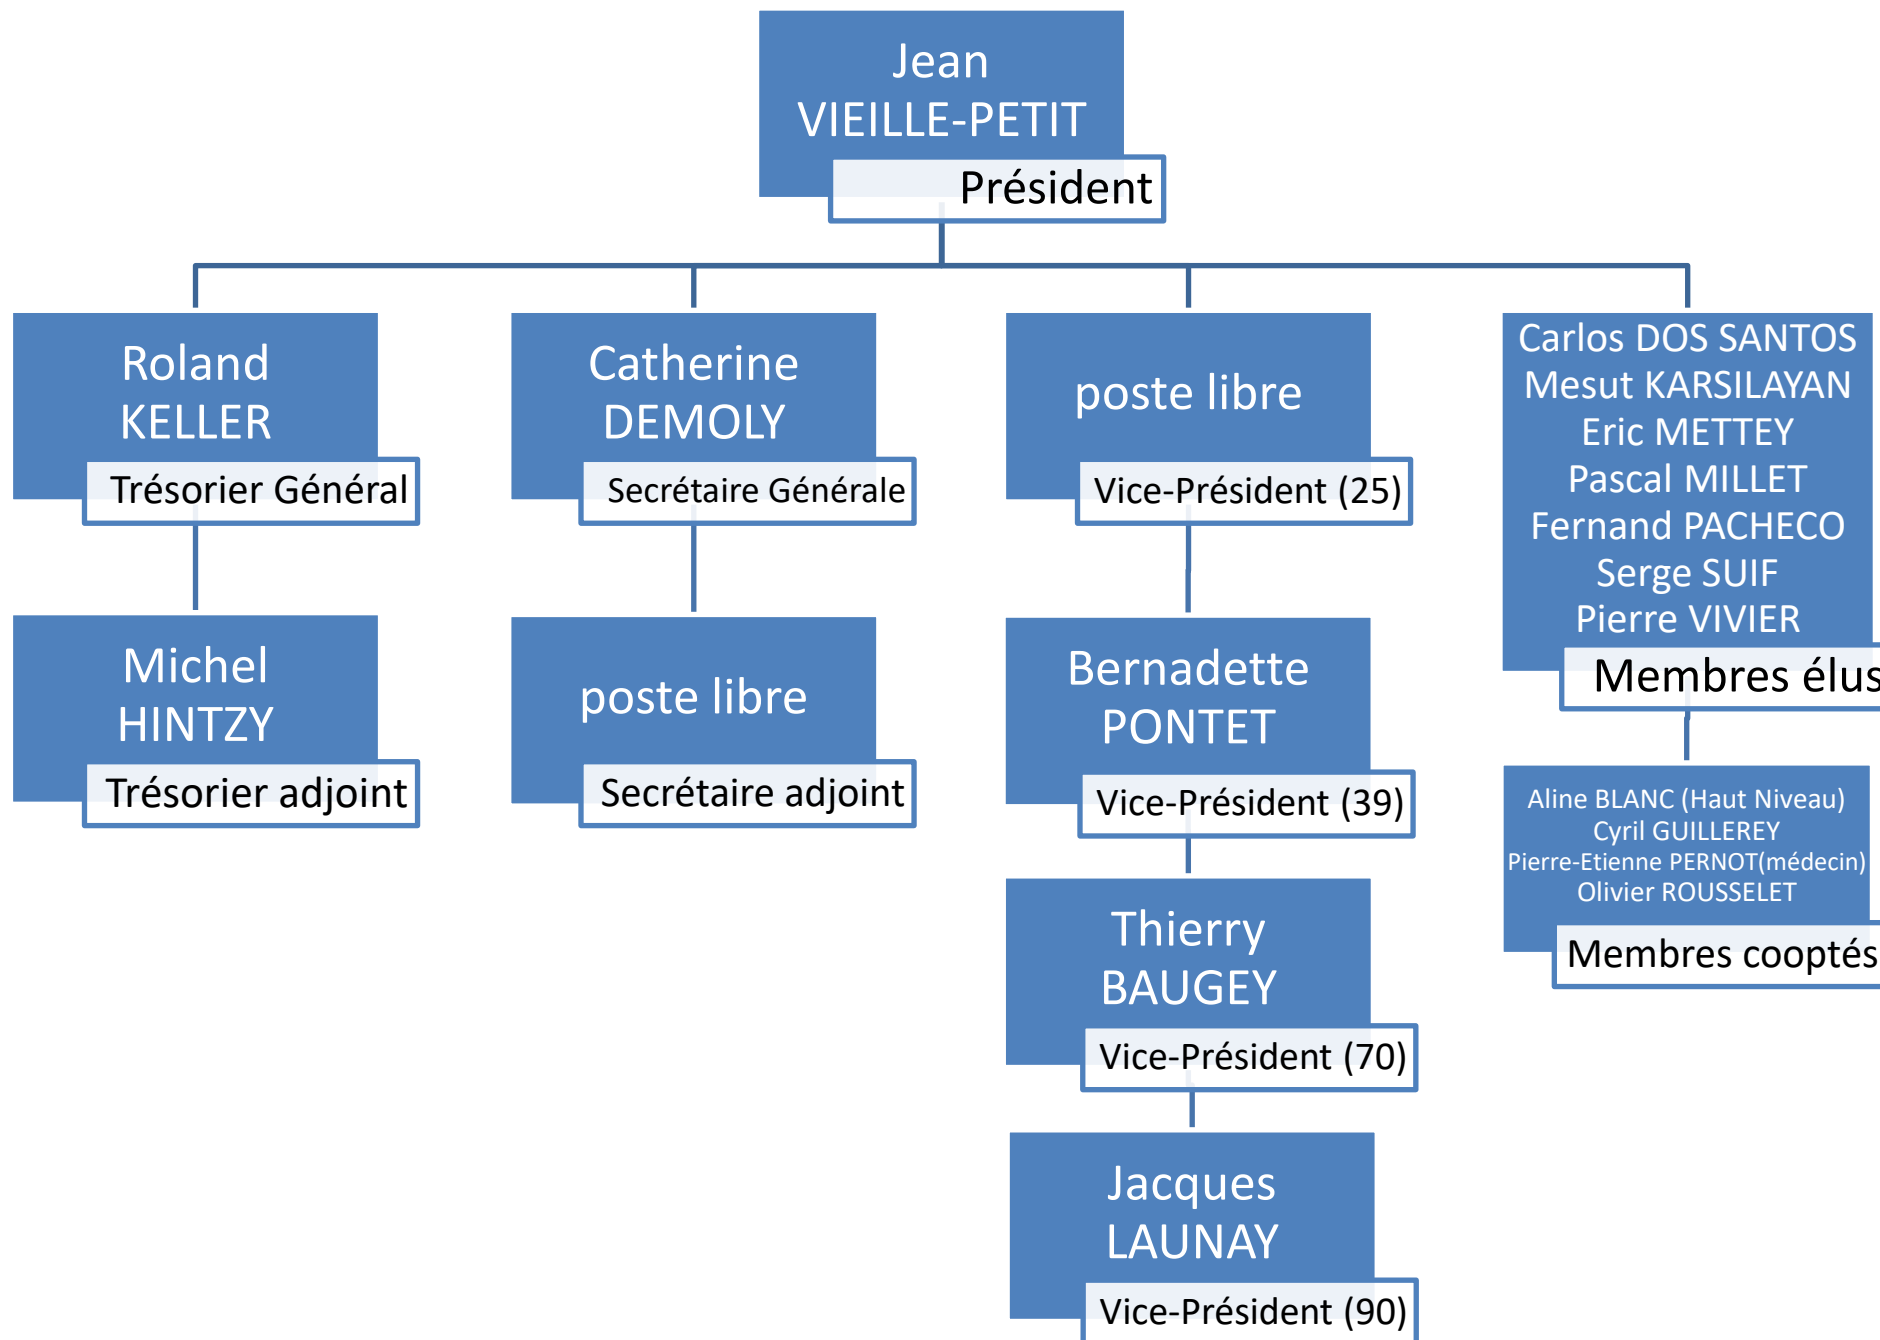 Jean
VIEILLE-PETIT
Président
Roland
KELLER
Trésorier Général
Michel
HINTZY
Trésorier adjoint
Catherine
DEMOLY
Secrétaire Générale
poste libre
Secrétaire adjoint
poste libre
Vice-Président (25)
Bernadette
PONTET
Vice-Président (39)
Thierry
BAUGEY
Vice-Président (70)
Jacques
LAUNAY
Vice-Président (90)
Carlos DOS SANTOS
Mesut KARSILAYAN
Eric METTEY
Pascal MILLET
Fernand PACHECO
Serge SUIF
Pierre VIVIER
Membres élus
Aline BLANC (Haut Niveau)
Cyril GUILLEREY
Pierre-Etienne PERNOT(médecin)
Olivier ROUSSELET
Membres cooptés